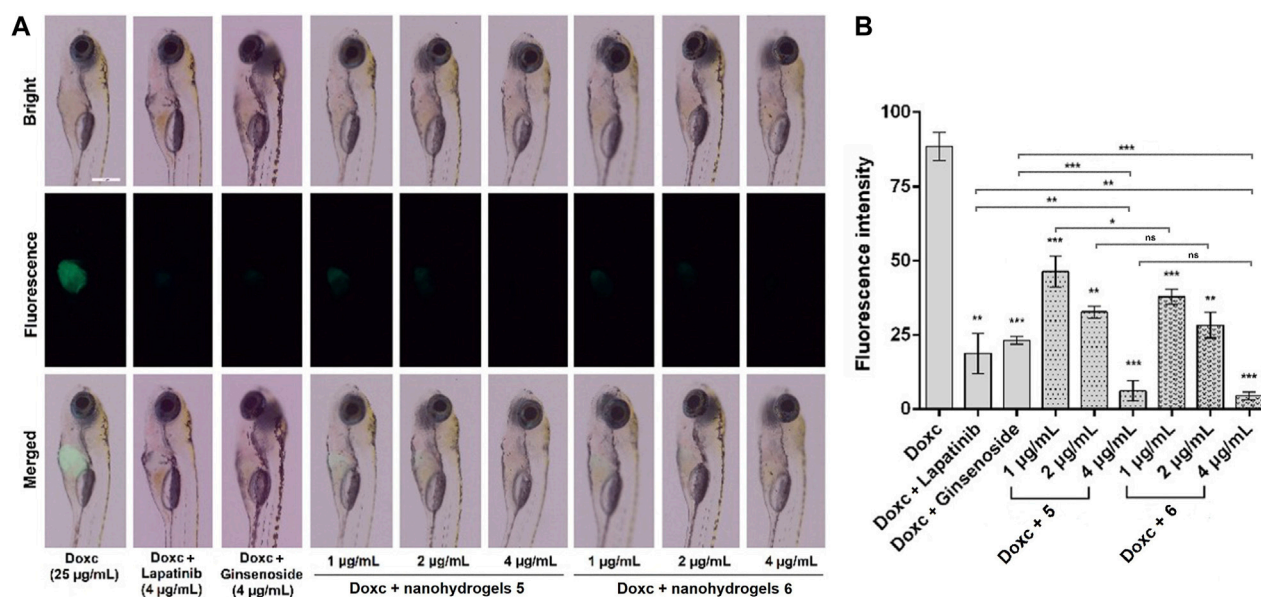 A
Bright
Fluorescence
Merged
Doxc
(25 µg/mL)
Doxc +
Lapatinib
(4 µg/mL)
Doxc +
Ginsenoside
(4 µg/mL)
1 µg/mL
2 µg/mL
4 µg/mL
1 µg/mL
2 µg/mL
4 µg/mL
Doxc + nanohydrogels 5
Doxc + nanohydrogels 6
B
Fluorescence intensity
100
75
50
25
0
***
***
**
**
*
ns
ns
**
***
***
**
***
***
**
***
Doxc
Doxc + Lapatinib
Doxc + Ginsenoside
1 µg/mL
2 µg/mL
4 µg/mL
1 µg/mL
2 µg/mL
4 µg/mL
Doxc + 5
Doxc + 6